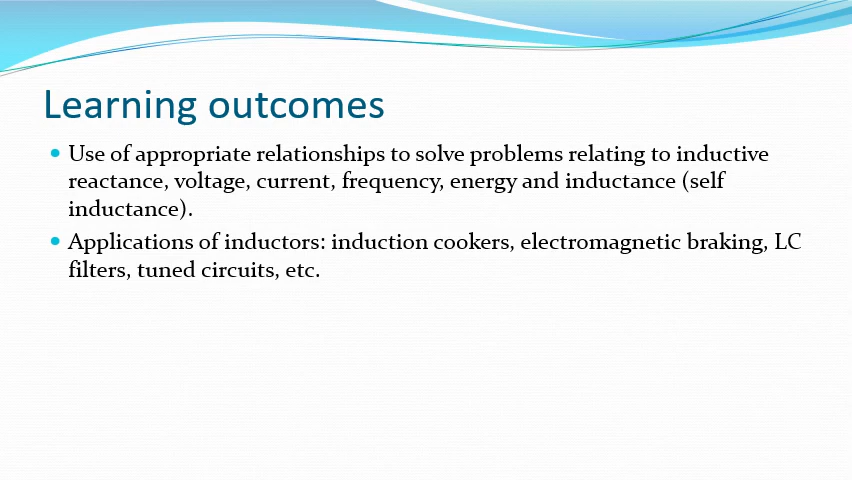 Learning outcomes
Use of appropriate relationships to solve problems relating to inductive
reactance, voltage, current, frequency, energy and inductance (self
inductance).
Applications of inductors: induction cookers, electromagnetic braking, LC
filters, tuned circuits, etc.